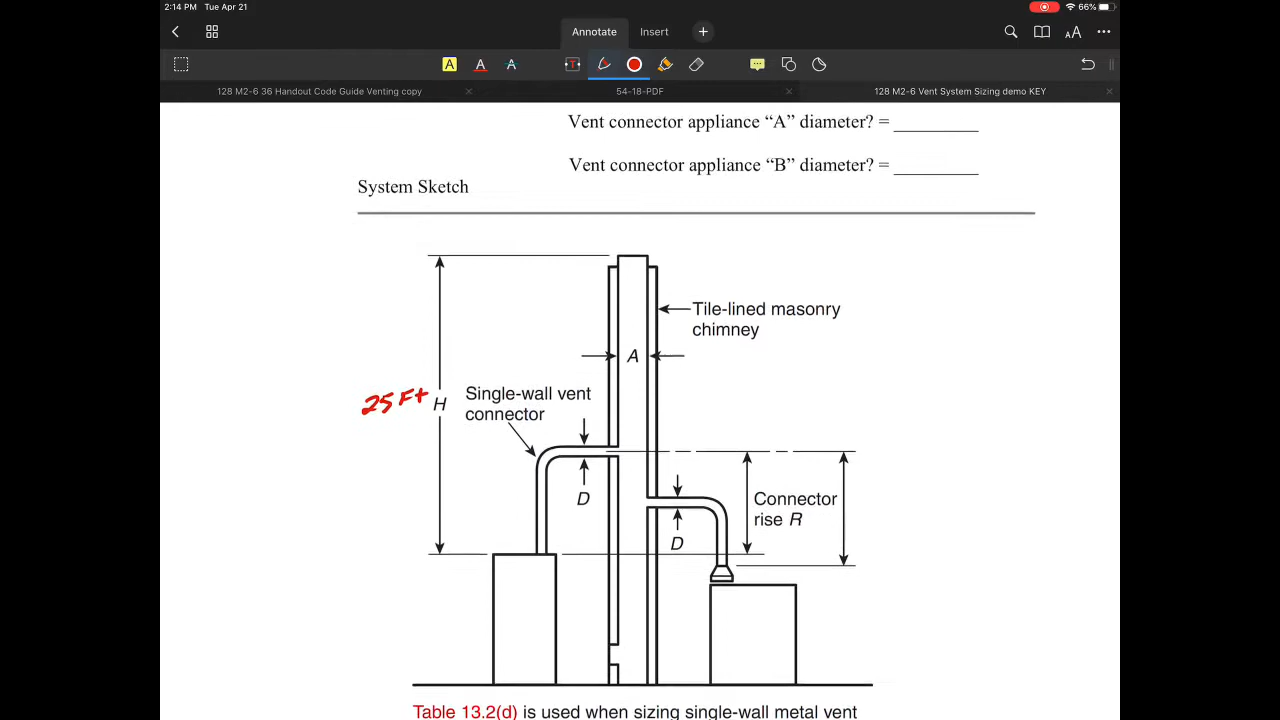 2:14 PM Tue Apr 21
66%
Annotate Insert
AA
A A A T
128 M2-6 36 Handout Code Guide Venting copy
54-18-PDF
128 M2-6 Vent System Sizing demo KEY
Vent connector appliance “A” diameter? = ________
Vent connector appliance “B” diameter? = ________
System Sketch
Tile-lined masonry
chimney
A
25 Ft
H
Single-wall vent
connector
D
Connector
rise R
D
Table 13.2(d) is used when sizing single-wall metal vent